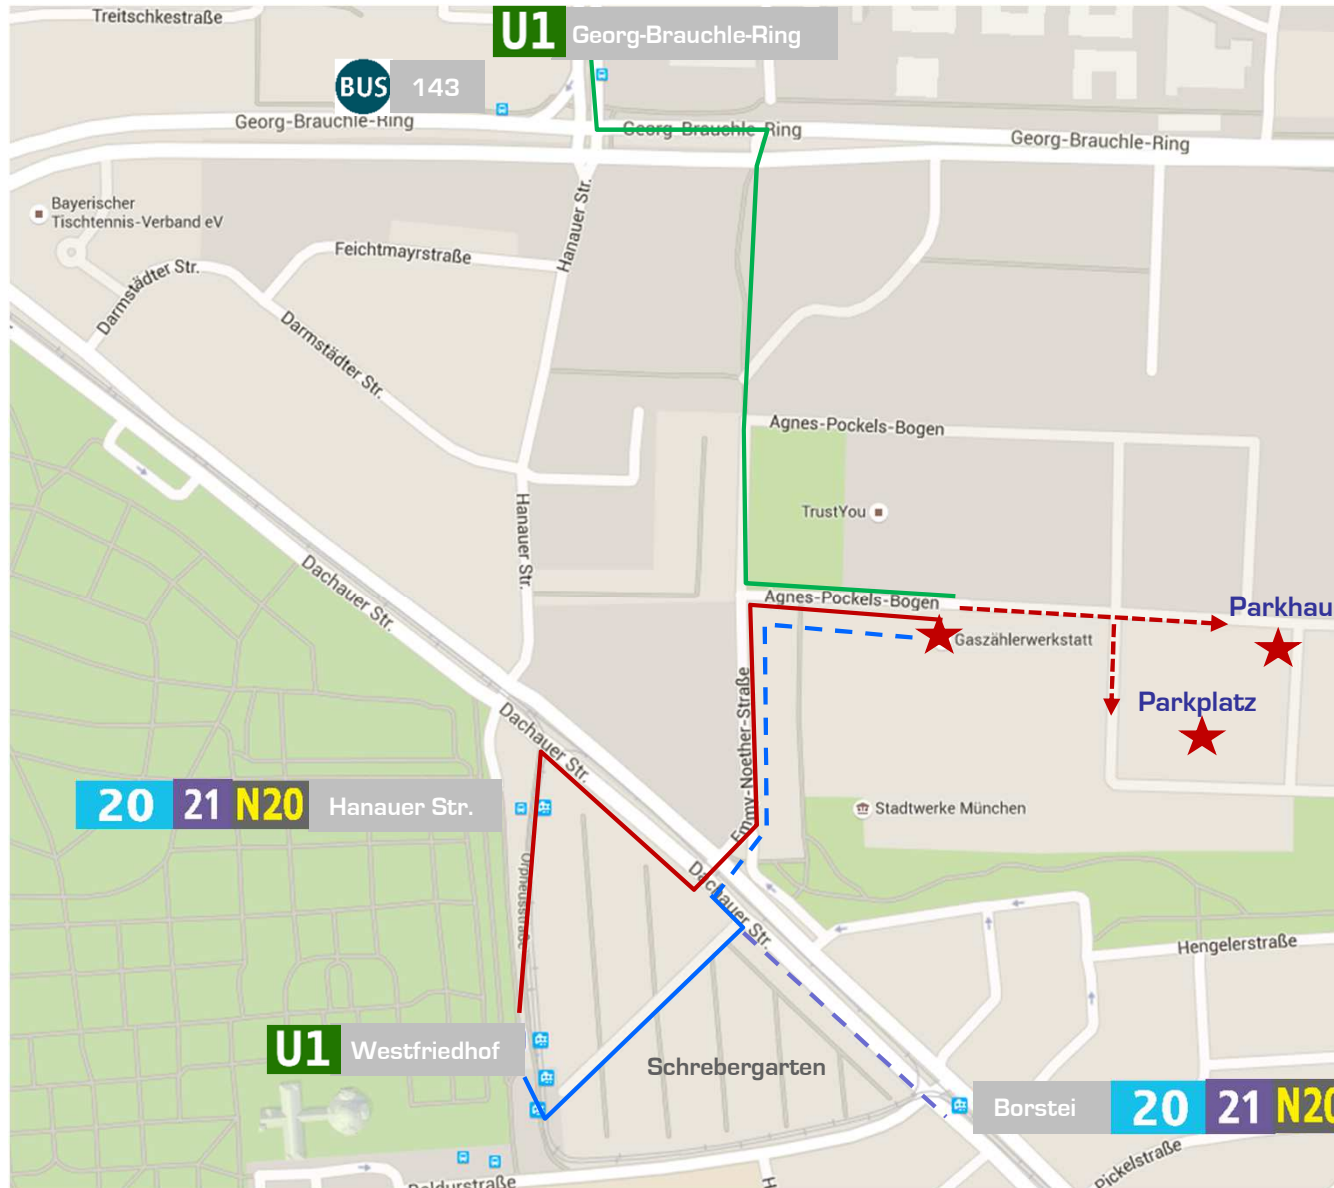 Treitschkestraße
U1 Georg-Brauchle-Ring
BUS 143
Georg-Brauchle-Ring
Georg-Brauchle-Ring
Georg-Brauchle-Ring
Bayerischer
Tischtennis-Verband eV
Hanauer Str.
Feichtmayrstraße
Darmstädter Str.
Darmstädter Str.
Agnes-Pockels-Bogen
Hanauer Str.
TrustYou
Dachauer Str.
Agnes-Pockels-Bogen
Parkhau
Gaszählerwerkstatt
Emmy-Noether-Straße
Parkplatz
Dachauer Str.
20 21 N20 Hanauer Str.
Stadtwerke München
Orpheusstraße
Dachauer Str.
Hengelerstraße
U1 Westfriedhof
Schrebergarten
Borstei 20 21 N20
Pickelstraße
H